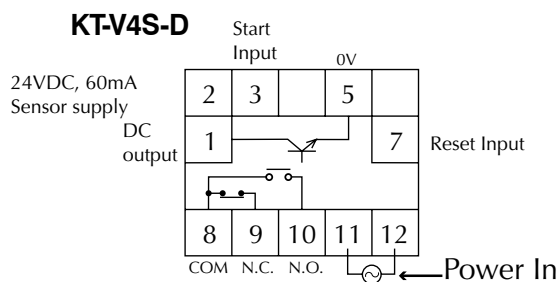 KT-V4S-D
Start
Input
0V
24VDC, 60mA
Sensor supply
2 3 5
DC
output
1 7
Reset Input
8 9 10 11 12
COM N.C. N.O.
Power In